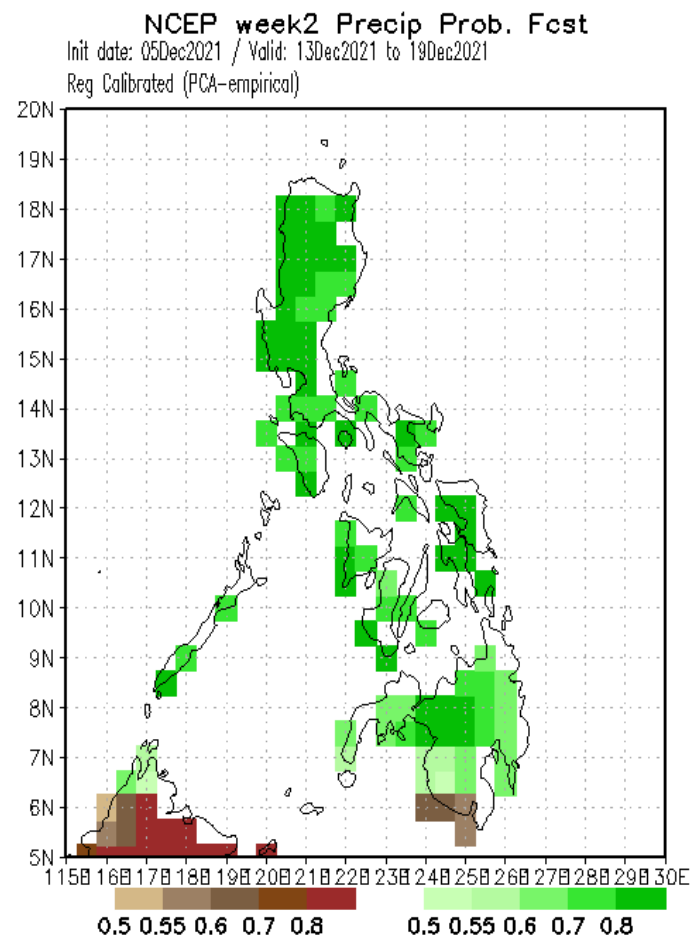 NCEP week2 Precip Prob. Fcst
Init date: 05Dec2021 / Valid: 13Dec2021 to 19Dec2021
Reg Calibrated (PCA-empirical)
20N
19N
18N
17N
16N
15N
14N
13N
12N
11N
10N
9N
8N
7N
6N
5N
115E 116E 117E 118E 119E 120E 121E 122E 123E 124E 125E 126E 127E 128E 129E 130E
0.5 0.55 0.6 0.7 0.8 0.5 0.55 0.6 0.7 0.8